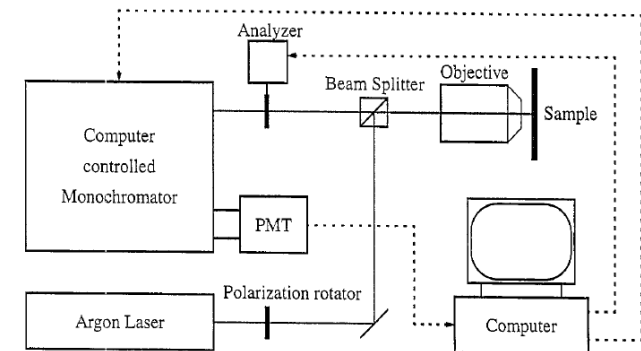 Analyzer
Beam Splitter
Objective
Sample
Computer
controlled
Monochromator
PMT
Polarization rotator
Argon Laser
Computer